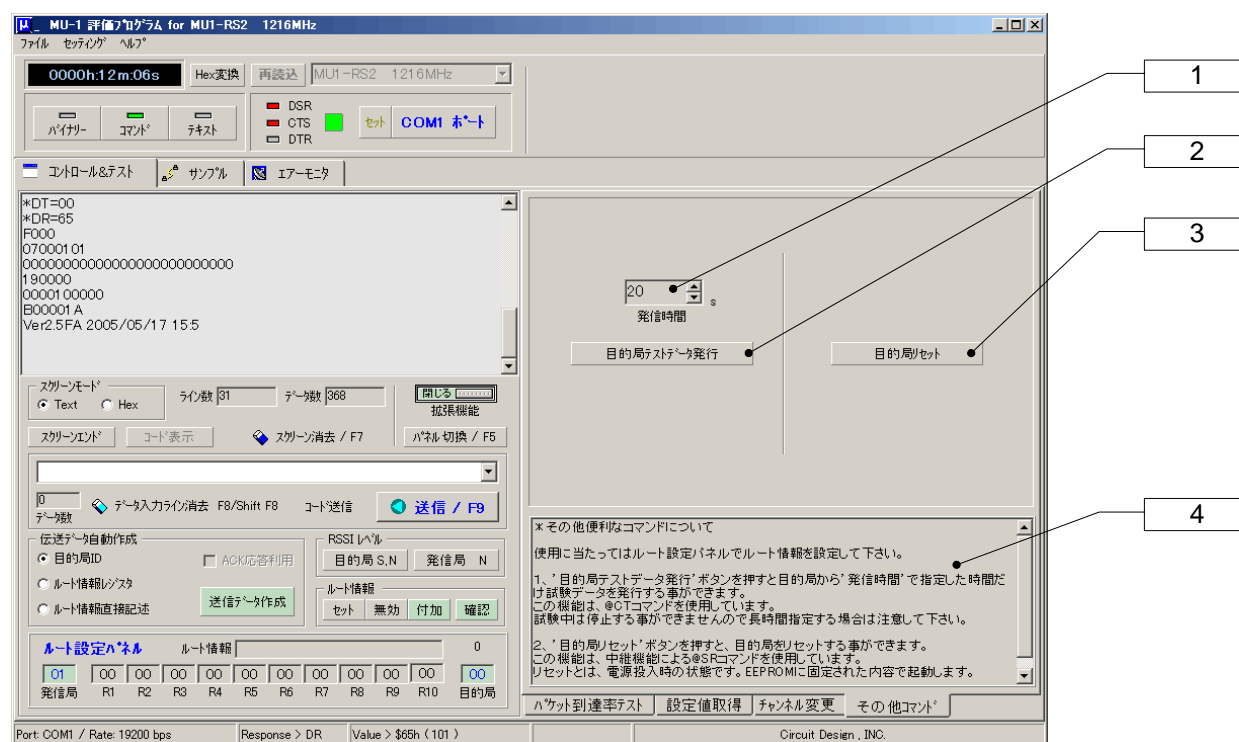 μ_ MU-1 評価ﾌﾟﾛｸﾞﾗﾑ for MU1-RS2 1216MHz
ﾌｧｲﾙ ｾｯﾃｨﾝｸﾞ ﾍﾙﾌﾟ
0000h:12m:06s Hex変換 再読込 MU1-RS2 1216MHz
ﾊﾞｲﾅﾘｰ ｺﾏﾝﾄﾞ ﾃｷｽﾄ
DSR
CTS
DTR
ｾｯﾄ COM1 ﾎﾟｰﾄ
ｺﾝﾄﾛｰﾙ&ﾃｽﾄ ｻﾝﾌﾟﾙ ｴｱｰﾓﾆﾀ
*DT=00
*DR=65
F000
07000101
0000000000000000000000000
190000
0000100000
B00001A
Ver2.5FA 2005/05/17 15:5
ｽｸﾘｰﾝﾓｰﾄﾞ
Text Hex
ﾗｲﾝ数 31 ﾃﾞｰﾀ数 368
閉じる
拡張機能
ｽｸﾘｰﾝｴﾝﾄﾞ ｺｰﾄﾞ表示 ｽｸﾘｰﾝ消去 / F7 ﾊﾟﾈﾙ切換 / F5
0
ﾃﾞｰﾀ数
ﾃﾞｰﾀ入力ﾗｲﾝ消去 F8/Shift F8 ｺｰﾄﾞ送信 送信 / F9
伝送ﾃﾞｰﾀ自動作成
目的局ID
ﾙｰﾄ情報ﾚｼﾞｽﾀ
ﾙｰﾄ情報直接記述
ACK応答利用
送信ﾃﾞｰﾀ作成
RSSI ﾚﾍﾞﾙ
目的局 S,N 発信局 N
ﾙｰﾄ情報
ｾｯﾄ 無効 付加 確認
ﾙｰﾄ設定ﾊﾟﾈﾙ ﾙｰﾄ情報 0
01 00 00 00 00 00 00 00 00 00 00 00
発信局 R1 R2 R3 R4 R5 R6 R7 R8 R9 R10 目的局
20 s
発信時間
目的局ﾃｽﾄﾃﾞｰﾀ発行
目的局ﾘｾｯﾄ
*その他便利なコマンドについて
使用に当たってはルート設定パネルでルート情報を設定して下さい。
1、'目的局テストデータ発行'ボタンを押すと目的局から'発信時間'で指定した時間だ
け試験データを発行する事ができます。
この機能は、@CTコマンドを使用しています。
試験中は停止する事ができませんので長時間指定する場合は注意して下さい。
2、'目的局リセット'ボタンを押すと、目的局をリセットする事ができます。
この機能は、中継機能による@SRコマンドを使用しています。
リセットとは、電源投入時の状態です。EEPROMに固定された内容で起動します。
ﾊﾟｹｯﾄ到達率ﾃｽﾄ 設定値取得 ﾁｬﾝﾈﾙ変更 その他ｺﾏﾝﾄﾞ
Port: COM1 / Rate: 19200 bps Response > DR Value > $65h ( 101 ) Circuit Design , INC.
1
2
3
4